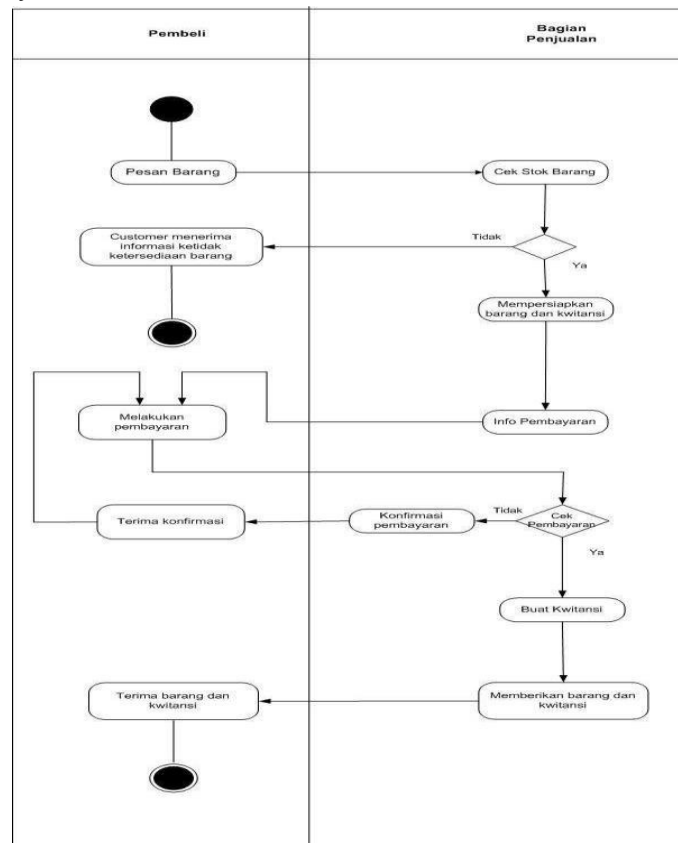 Pembeli
Bagian
Penjualan
Pesan Barang
Cek Stok Barang
Customer menerima
informasi ketidak
ketersediaan barang
Tidak
Ya
Mempersiapkan
barang dan kwitansi
Melakukan
pembayaran
Info Pembayaran
Terima konfirmasi
Konfirmasi
pembayaran
Tidak
Cek
Pembayaran
Ya
Buat Kwitansi
Terima barang dan
kwitansi
Memberikan barang dan
kwitansi